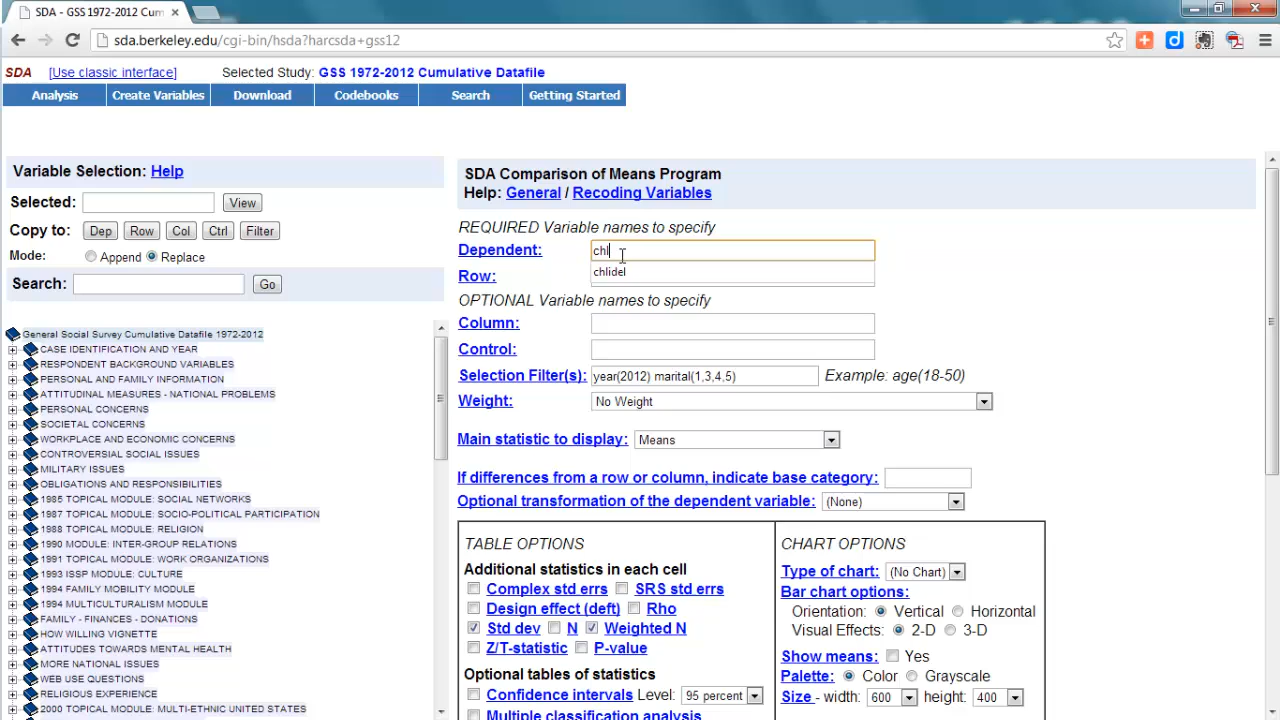 SDA - GSS 1972-2012 Cum
sda.berkeley.edu/cgi-bin/hsda?harcsda+gss12
SDA [Use classic interface] Selected Study: GSS 1972-2012 Cumulative Datafile
Analysis Create Variables Download Codebooks Search Getting Started
Variable Selection: Help
Selected: View
Copy to: Dep Row Col Ctrl Filter
Mode: Append Replace
Search: Go
General Social Survey Cumulative Datafile 1972-2012
CASE IDENTIFICATION AND YEAR
RESPONDENT BACKGROUND VARIABLES
PERSONAL AND FAMILY INFORMATION
ATTITUDINAL MEASURES - NATIONAL PROBLEMS
PERSONAL CONCERNS
SOCIETAL CONCERNS
WORKPLACE AND ECONOMIC CONCERNS
CONTROVERSIAL SOCIAL ISSUES
MILITARY ISSUES
OBLIGATIONS AND RESPONSIBILITIES
1985 TOPICAL MODULE: SOCIAL NETWORKS
1987 TOPICAL MODULE: SOCIO-POLITICAL PARTICIPATION
1988 TOPICAL MODULE: RELIGION
1990 MODULE: INTER-GROUP RELATIONS
1991 TOPICAL MODULE: WORK ORGANIZATIONS
1993 ISSP MODULE: CULTURE
1994 FAMILY MOBILITY MODULE
1994 MULTICULTURALISM MODULE
FAMILY - FINANCES - DONATIONS
HOW WILLING VIGNETTE
ATTITUDES TOWARDS MENTAL HEALTH
MORE NATIONAL ISSUES
WEB USE QUESTIONS
RELIGIOUS EXPERIENCE
2000 TOPICAL MODULE: MULTI-ETHNIC UNITED STATES
SDA Comparison of Means Program
Help: General / Recoding Variables
REQUIRED Variable names to specify
Dependent: chl
chlidel
Row:
OPTIONAL Variable names to specify
Column:
Control:
Selection Filter(s): year(2012) marital(1,3,4,5) Example: age(18-50)
Weight: No Weight
Main statistic to display: Means
If differences from a row or column, indicate base category:
Optional transformation of the dependent variable: (None)
TABLE OPTIONS
Additional statistics in each cell
Complex std errs SRS std errs
Design effect (deft) Rho
Std dev N Weighted N
Z/T-statistic P-value
Optional tables of statistics
Confidence intervals Level: 95 percent
Multiple classification analysis
CHART OPTIONS
Type of chart: (No Chart)
Bar chart options:
Orientation: Vertical Horizontal
Visual Effects: 2-D 3-D
Show means: Yes
Palette: Color Grayscale
Size - width: 600 height: 400